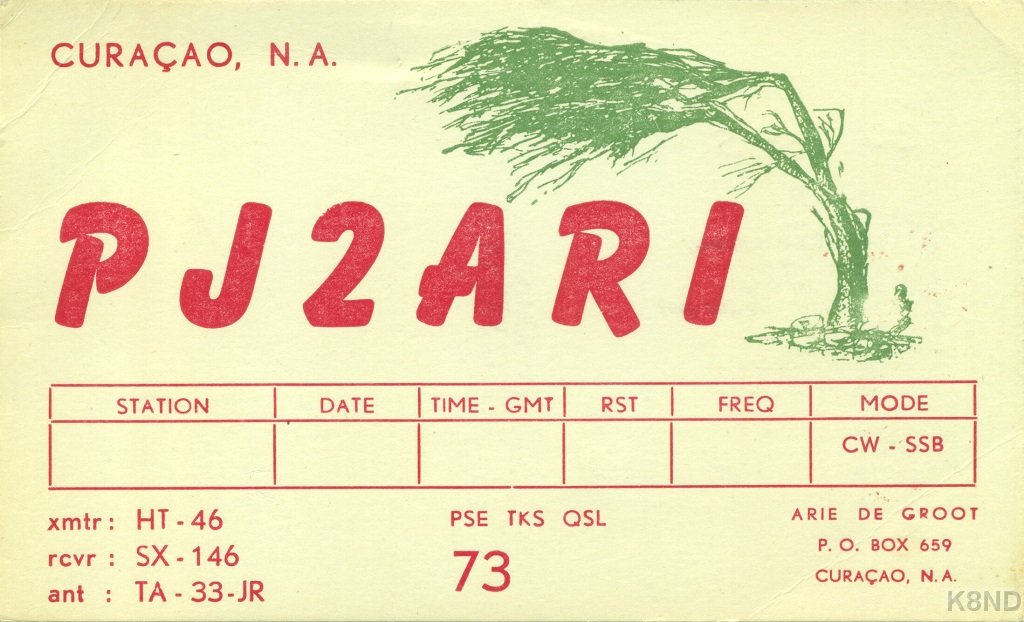 CURAÇAO, N.A.
PJ2ARI
STATION DATE TIME - GMT RST FREQ MODE
CW - SSB
xmtr: HT-46
rcvr: SX-146
ant : TA-33-JR
PSE TKS QSL
73
ARIE DE GROOT
P. O. BOX 659
CURAÇAO, N.A.
K8ND